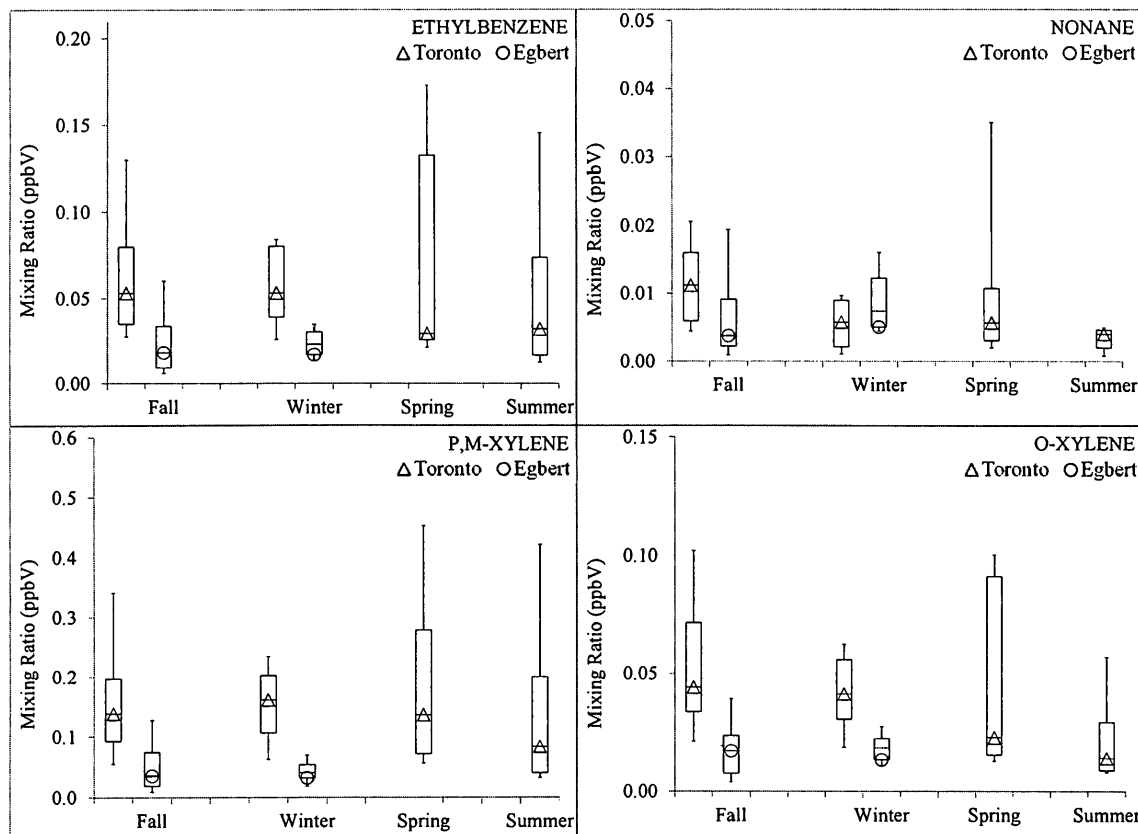 ETHYLBENZENE
△ Toronto ○ Egbert
Mixing Ratio (ppbV)
0.20
0.15
0.10
0.05
0.00
Fall Winter Spring Summer
NONANE
△ Toronto ○ Egbert
Mixing Ratio (ppbV)
0.05
0.04
0.03
0.02
0.01
0.00
Fall Winter Spring Summer
P,M-XYLENE
△ Toronto ○ Egbert
Mixing Ratio (ppbV)
0.6
0.5
0.4
0.3
0.2
0.1
0.0
Fall Winter Spring Summer
O-XYLENE
△ Toronto ○ Egbert
Mixing Ratio (ppbV)
0.15
0.10
0.05
0.00
Fall Winter Spring Summer